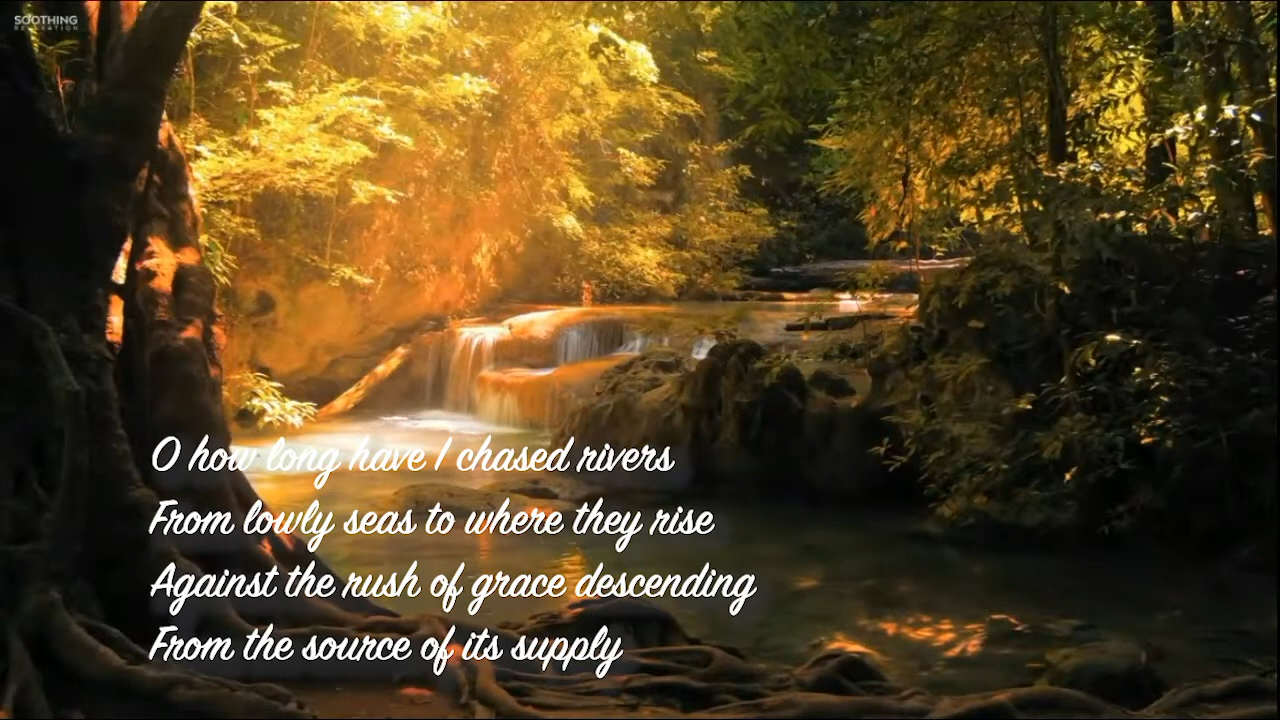 SOOTHING
RELAXATION
O how long have I chased rivers
From lowly seas to where they rise
Against the rush of grace descending
From the source of its supply